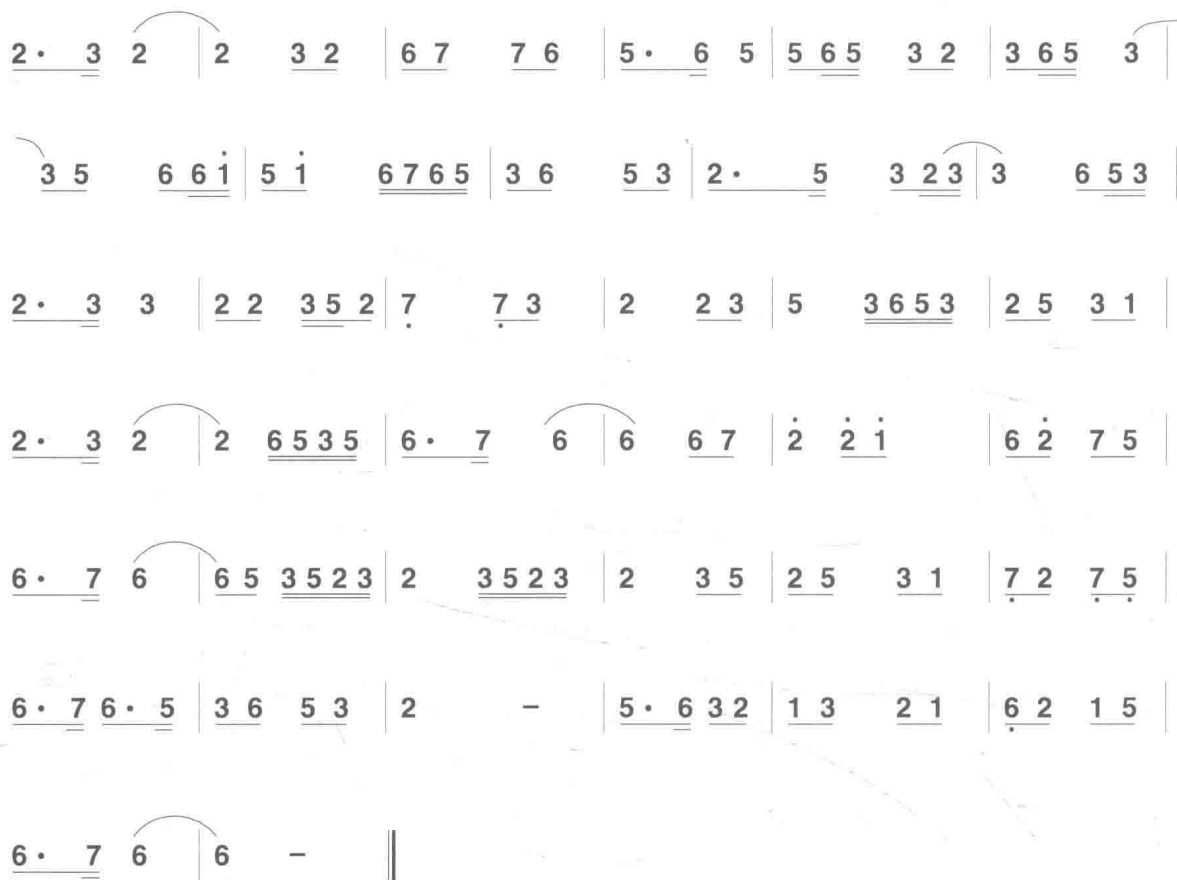 2· 3 2 | 2 3 2 | 6 7 7 6 | 5· 6 5 | 5 6 5 3 2 | 3 6 5 3 |
3 5 6 6 i̇ | 5 i̇ 6 7 6 5 | 3 6 5 3 | 2· 5 3 2 3 | 3 6 5 3 |
2· 3 3 | 2 2 3 5 2 | 7̣ 7̣ 3 | 2 2 3 | 5 3 6 5 3 | 2 5 3 1 |
2· 3 2 | 2 6 5 3 5 | 6· 7 6 | 6 6 7 | 2̇ 2̇ i̇ | 6 2̇ 7 5 |
6· 7 6 | 6 5 3 5 2 3 | 2 3 5 2 3 | 2 3 5 | 2 5 3 1 | 7̣ 2 7̣ 5̣ |
6· 7 6· 5 | 3 6 5 3 | 2 – | 5· 6 3 2 | 1 3 2 1 | 6̣ 2 1 5 |
6· 7 6 | 6 – ‖